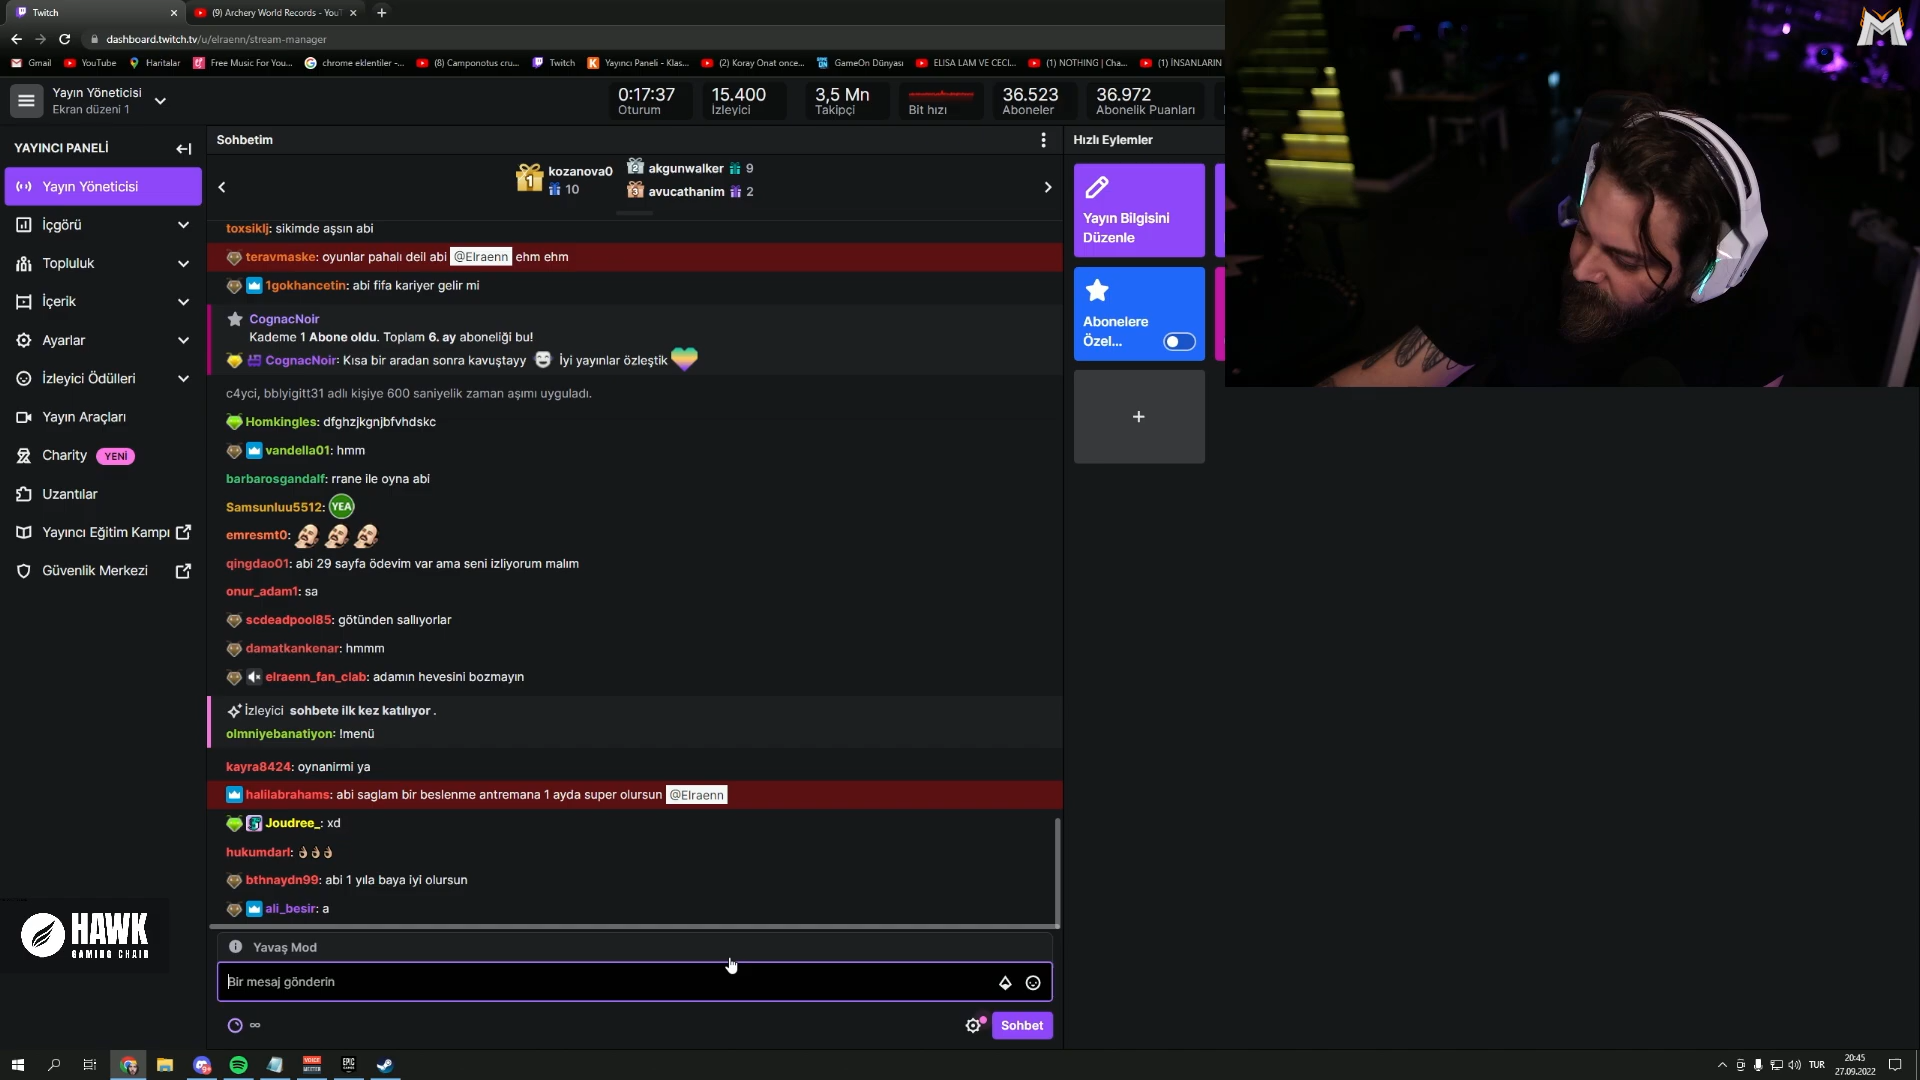 Twitch
(9) Archery World Records - YouT
dashboard.twitch.tv/u/elraenn/stream-manager
Gmail
YouTube
Haritalar
Free Music For You...
chrome eklentiler -...
(8) Camponotus cru...
Twitch
Yayıncı Paneli - Klas...
(2) Koray Onat once...
GameOn Dünyası
ELISA LAM VE CECI...
(1) NOTHING | Cha...
(1) İNSANLARIN
Yayın Yöneticisi
Ekran düzeni 1
0:17:37
Oturum
15.400
İzleyici
3,5 Mn
Takipçi
Bit hızı
36.523
Aboneler
36.972
Abonelik Puanları
YAYINCI PANELİ
Yayın Yöneticisi
İçgörü
Topluluk
İçerik
Ayarlar
İzleyici Ödülleri
Yayın Araçları
Charity YENİ
Uzantılar
Yayıncı Eğitim Kampı
Güvenlik Merkezi
HAWK
GAMING CHAIR
Sohbetim
1 kozanova0
10
2 akgunwalker 9
3 avucathanim 2
toxsiklj: sikimde aşsın abi
teravmaske: oyunlar pahalı deil abi @Elraenn ehm ehm
1gokhancetin: abi fifa kariyer gelir mi
CognacNoir
Kademe 1 Abone oldu. Toplam 6. ay aboneliği bu!
CognacNoir: Kısa bir aradan sonra kavuştayy İyi yayınlar özleştik
c4yci, bblyigitt31 adlı kişiye 600 saniyelik zaman aşımı uyguladı.
Homkingles: dfghzjkgnjbfvhdskc
vandella01: hmm
barbarosgandalf: rrane ile oyna abi
Samsunluu5512: YEA
emresmt0:
qingdao01: abi 29 sayfa ödevim var ama seni izliyorum malım
onur_adam1: sa
scdeadpool85: götünden sallıyorlar
damatkankenar: hmmm
elraenn_fan_clab: adamın hevesini bozmayın
İzleyici sohbete ilk kez katılıyor .
olmniyebanatiyon: !menü
kayra8424: oynanirmi ya
halilabrahams: abi saglam bir beslenme antremana 1 ayda super olursun @Elraenn
Joudree_: xd
hukumdarl: 👌🏼👌🏼👌🏼
bthnaydn99: abi 1 yıla baya iyi olursun
ali_besir: a
Yavaş Mod
Bir mesaj gönderin
∞
Sohbet
Hızlı Eylemler
Yayın Bilgisini
Düzenle
Abonelere
Özel...
+
VOICE
MEETER
EPIC
GAMES
TUR
20:45
27.09.2022